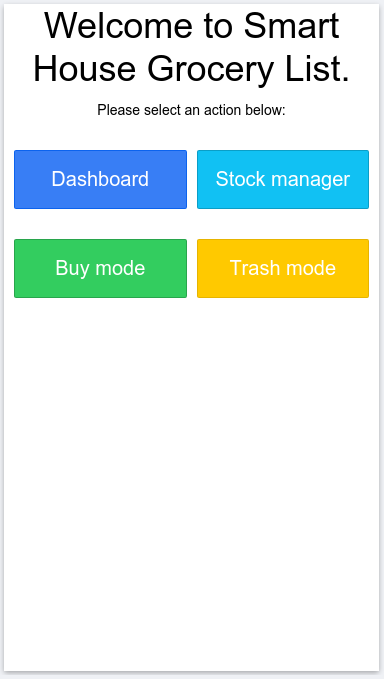 Welcome to Smart
House Grocery List.
Please select an action below:
Dashboard
Stock manager
Buy mode
Trash mode